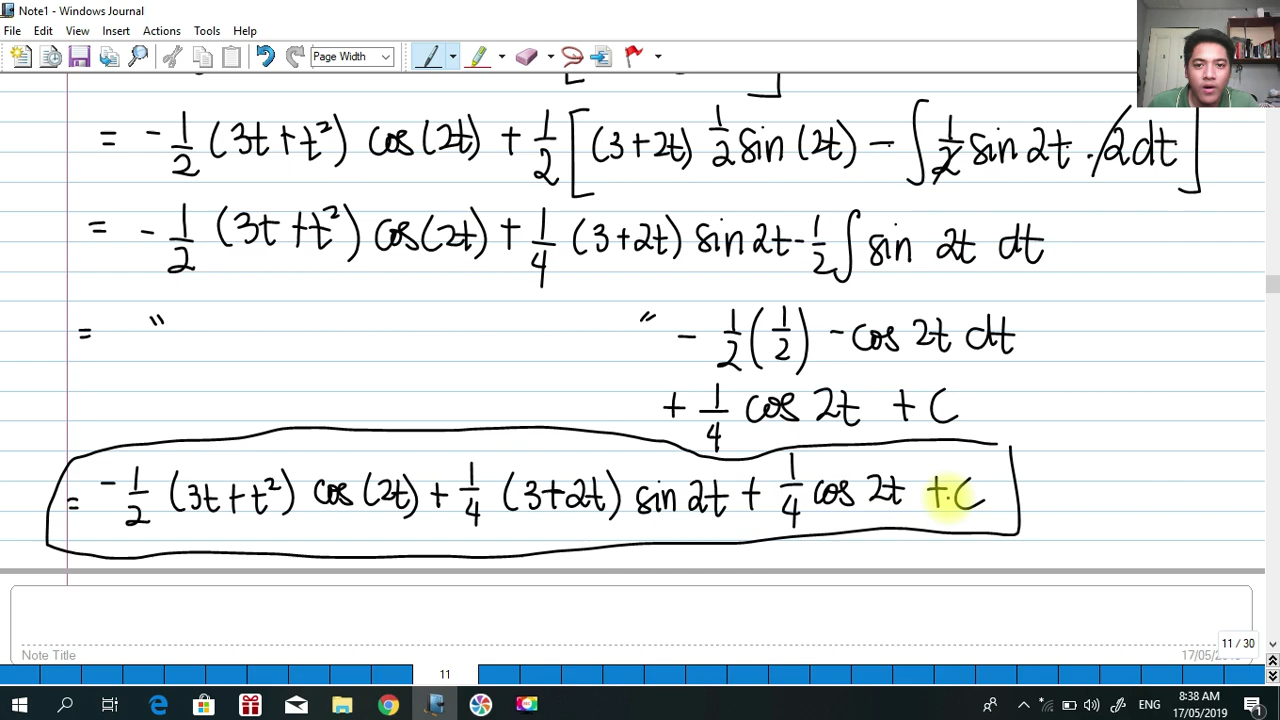 Note1 - Windows Journal
File Edit View Insert Actions Tools Help
Page Width
= - 1/2 (3t + t²) cos(2t) + 1/2 [(3+2t) 1/2 sin (2t) - ∫ 1/2 sin 2t · 2dt]
= - 1/2 (3t + t²) cos(2t) + 1/4 (3+2t) sin 2t - 1/2 ∫ sin 2t dt
= " " - 1/2 (1/2) - cos 2t dt
+ 1/4 cos 2t + C
= - 1/2 (3t + t²) cos(2t) + 1/4 (3+2t) sin 2t + 1/4 cos 2t + C
11 / 30
Note Title
11
ENG
8:38 AM
17/05/2019